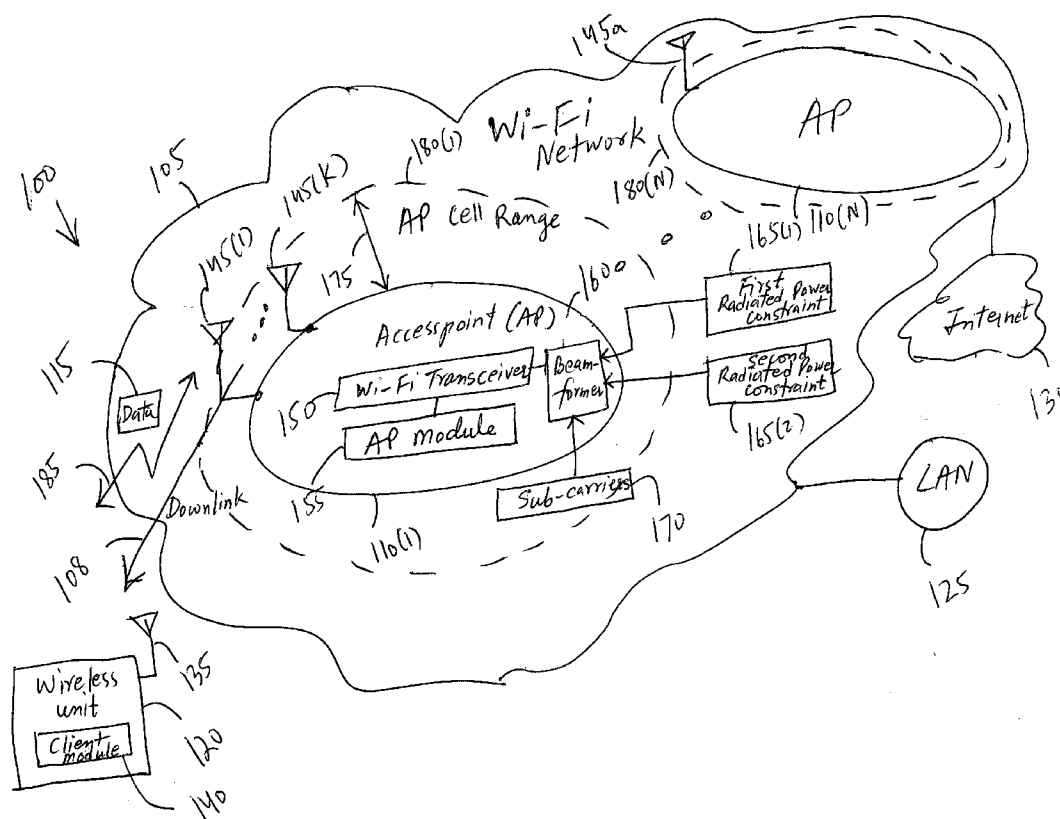 145a
Wi-Fi
Network
AP
100
105
180(1)
145(K)
180(N)
AP Cell Range
165(1)
110(N)
145(1)
175
160
First
Radiated Power
constraint
Internet
Accesspoint (AP)
115
Wi-Fi Transceiver
Beam-
former
Second
Radiated Power
constraint
Data
150
AP module
165(2)
185
Downlink
155
Sub-carriers
LAN
110(1)
170
108
125
135
Wireless
unit
Client
module
120
140